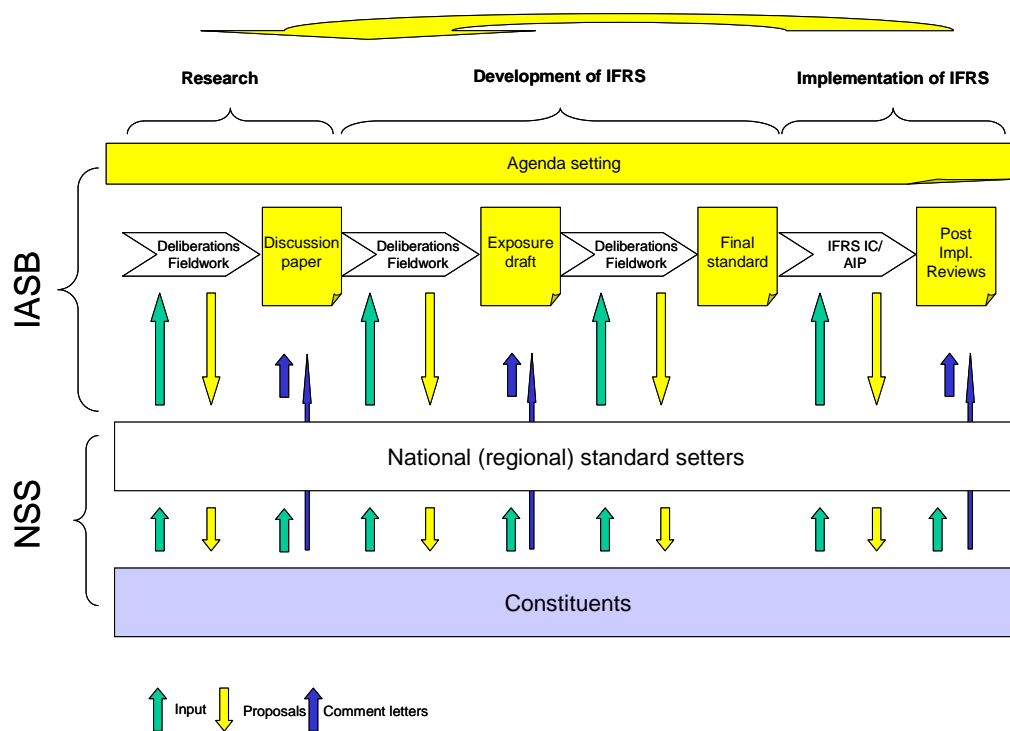 Research
Development of IFRS
Implementation of IFRS
Agenda setting
IASB
Deliberations
Fieldwork
Discussion
paper
Deliberations
Fieldwork
Exposure
draft
Deliberations
Fieldwork
Final
standard
IFRS IC/
AIP
Post
Impl.
Reviews
NSS
National (regional) standard setters
Constituents
Input
Proposals
Comment letters